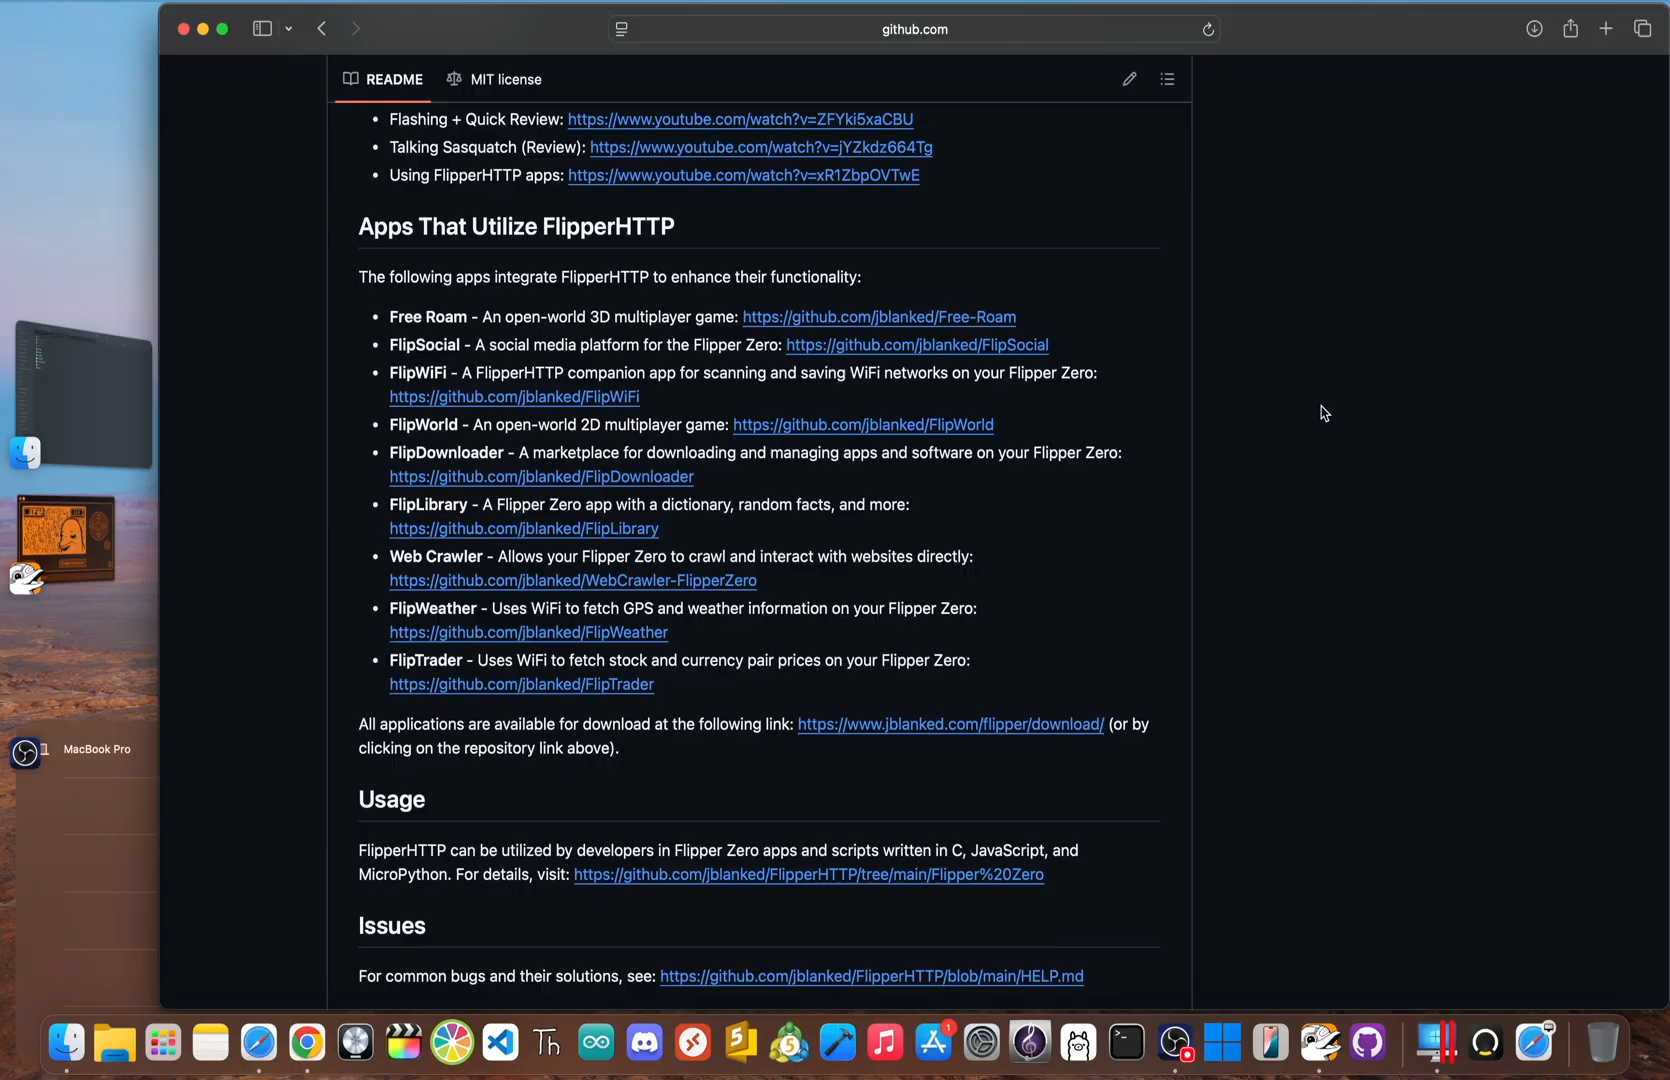 github.com
README
MIT license
Flashing + Quick Review: https://www.youtube.com/watch?v=ZFYki5xaCBU
Talking Sasquatch (Review): https://www.youtube.com/watch?v=jYZkdz664Tg
Using FlipperHTTP apps: https://www.youtube.com/watch?v=xR1ZbpOVTwE
Apps That Utilize FlipperHTTP
The following apps integrate FlipperHTTP to enhance their functionality:
Free Roam - An open-world 3D multiplayer game: https://github.com/jblanked/Free-Roam
FlipSocial - A social media platform for the Flipper Zero: https://github.com/jblanked/FlipSocial
FlipWiFi - A FlipperHTTP companion app for scanning and saving WiFi networks on your Flipper Zero:
https://github.com/jblanked/FlipWiFi
FlipWorld - An open-world 2D multiplayer game: https://github.com/jblanked/FlipWorld
FlipDownloader - A marketplace for downloading and managing apps and software on your Flipper Zero:
https://github.com/jblanked/FlipDownloader
FlipLibrary - A Flipper Zero app with a dictionary, random facts, and more:
https://github.com/jblanked/FlipLibrary
Web Crawler - Allows your Flipper Zero to crawl and interact with websites directly:
https://github.com/jblanked/WebCrawler-FlipperZero
FlipWeather - Uses WiFi to fetch GPS and weather information on your Flipper Zero:
https://github.com/jblanked/FlipWeather
FlipTrader - Uses WiFi to fetch stock and currency pair prices on your Flipper Zero:
https://github.com/jblanked/FlipTrader
All applications are available for download at the following link: https://www.jblanked.com/flipper/download/ (or by
clicking on the repository link above).
MacBook Pro
Usage
FlipperHTTP can be utilized by developers in Flipper Zero apps and scripts written in C, JavaScript, and
MicroPython. For details, visit: https://github.com/jblanked/FlipperHTTP/tree/main/Flipper%20Zero
Issues
For common bugs and their solutions, see: https://github.com/jblanked/FlipperHTTP/blob/main/HELP.md
Th
5
5
1